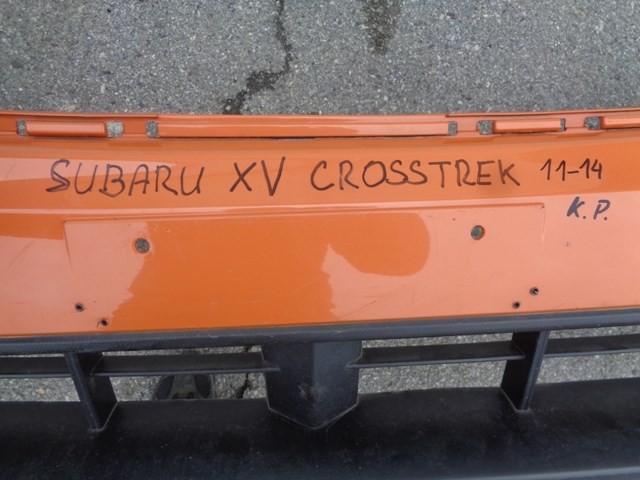 SUBARU XV CROSSTREK 11-14
K.P.